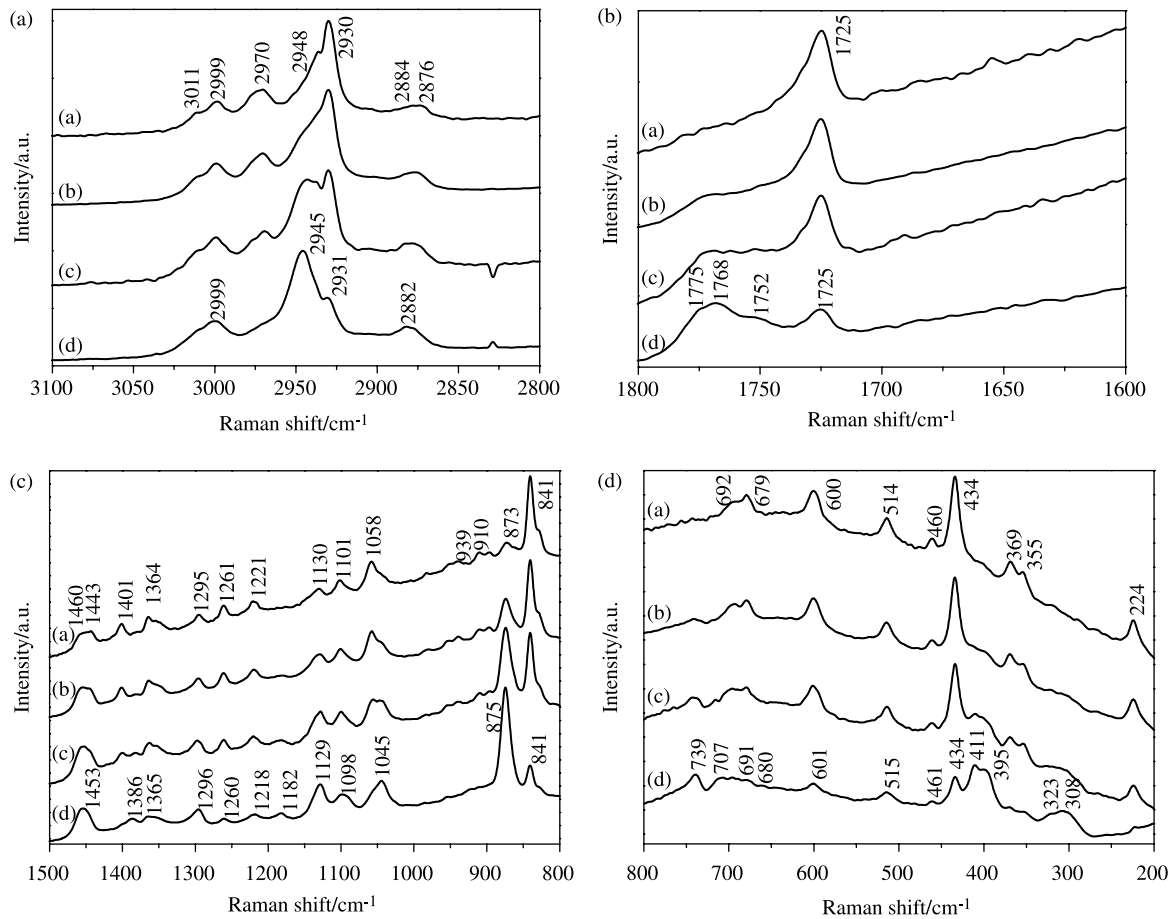 (a)
3011
2999
2970
2948
2930
2884
2876
(a)
(b)
(c)
2945
2931
2999
2882
(d)
3100 3050 3000 2950 2900 2850 2800
Raman shift/cm-1
Intensity/a.u.
(b)
1725
(a)
(b)
(c)
1775
1768
1752
1725
(d)
1800 1750 1700 1650 1600
Raman shift/cm-1
Intensity/a.u.
(c)
1460
1443
1401
1364
1295
1261
1221
1130
1101
1058
939
910
873
841
(a)
(b)
(c)
1453
1386
1365
1296
1260
1218
1182
1129
1098
1045
875
841
(d)
1500 1400 1300 1200 1100 1000 900 800
Raman shift/cm-1
Intensity/a.u.
(d)
692
679
600
514
460
434
369
355
224
(a)
(b)
(c)
739
707
691
680
601
515
461
434
411
395
323
308
(d)
800 700 600 500 400 300 200
Raman shift/cm-1
Intensity/a.u.